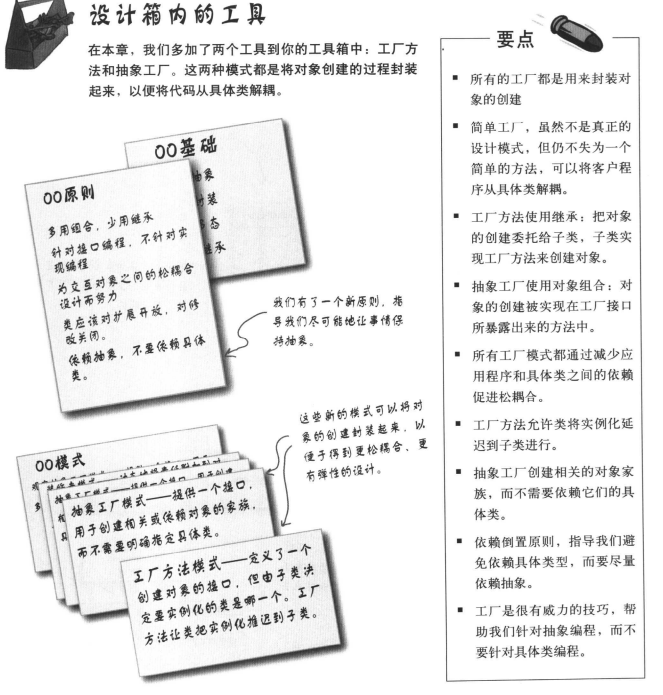 设计箱内的工具
在本章，我们多加了两个工具到你的工具箱中：工厂方
法和抽象工厂。这两种模式都是将对象创建的过程封装
起来，以便将代码从具体类解耦。
OO基础
抽象
封装
态
继承
OO原则
多用组合，少用继承
针对接口编程，不针对实
现编程
为交互对象之间的松耦合
设计而努力
类应该对扩展开放，对修
改关闭。
依赖抽象，不要依赖具体
类。
我们有了一个新原则，指
导我们尽可能地让事情保
持抽象。
这些新的模式可以将对
象的创建封装起来，以
便于得到更松耦合、更
有弹性的设计。
OO模式
抽象工厂模式——提供一个接口，
用于创建相关或依赖对象的家族，
而不需要明确指定具体类。
工厂方法模式——定义了一个
创建对象的接口，但由子类决
定要实例化的类是哪一个。工厂
方法让类把实例化推迟到子类。
要点
所有的工厂都是用来封装对
象的创建
简单工厂，虽然不是真正的
设计模式，但仍不失为一个
简单的方法，可以将客户程
序从具体类解耦。
工厂方法使用继承：把对象
的创建委托给子类，子类实
现工厂方法来创建对象。
抽象工厂使用对象组合：对
象的创建被实现在工厂接口
所暴露出来的方法中。
所有工厂模式都通过减少应
用程序和具体类之间的依赖
促进松耦合。
工厂方法允许类将实例化延
迟到子类进行。
抽象工厂创建相关的对象家
族，而不需要依赖它们的具
体类。
依赖倒置原则，指导我们避
免依赖具体类型，而要尽量
依赖抽象。
工厂是很有威力的技巧，帮
助我们针对抽象编程，而不
要针对具体类编程。